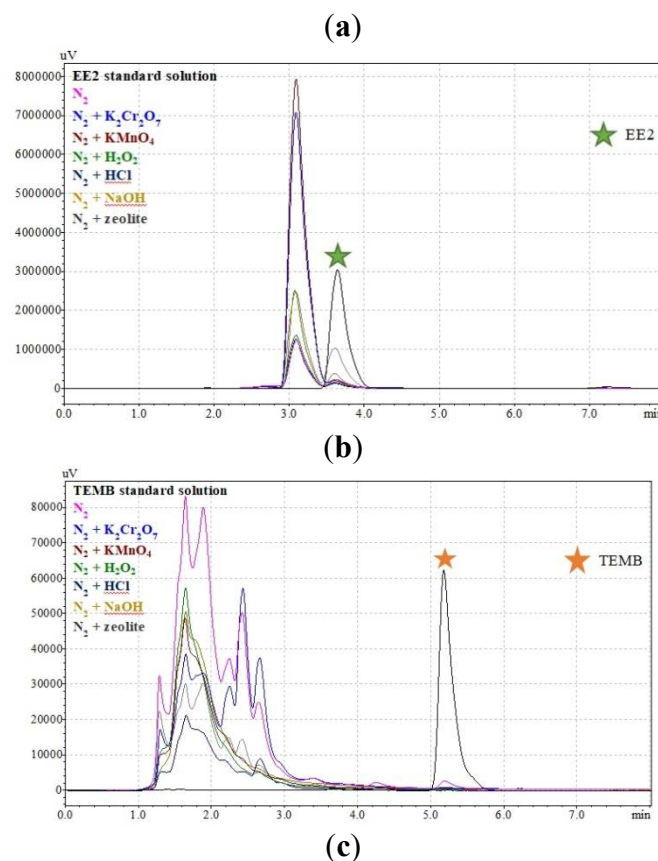 (a)
uV
8000000
7000000
6000000
5000000
4000000
3000000
2000000
1000000
0
EE2 standard solution
N2
N2 + K2Cr2O7
N2 + KMnO4
N2 + H2O2
N2 + HCl
N2 + NaOH
N2 + zeolite
EE2
0.0 1.0 2.0 3.0 4.0 5.0 6.0 7.0 min
(b)
uV
80000
70000
60000
50000
40000
30000
20000
10000
0
TEMB standard solution
N2
N2 + K2Cr2O7
N2 + KMnO4
N2 + H2O2
N2 + HCl
N2 + NaOH
N2 + zeolite
TEMB
0.0 1.0 2.0 3.0 4.0 5.0 6.0 7.0 min
(c)